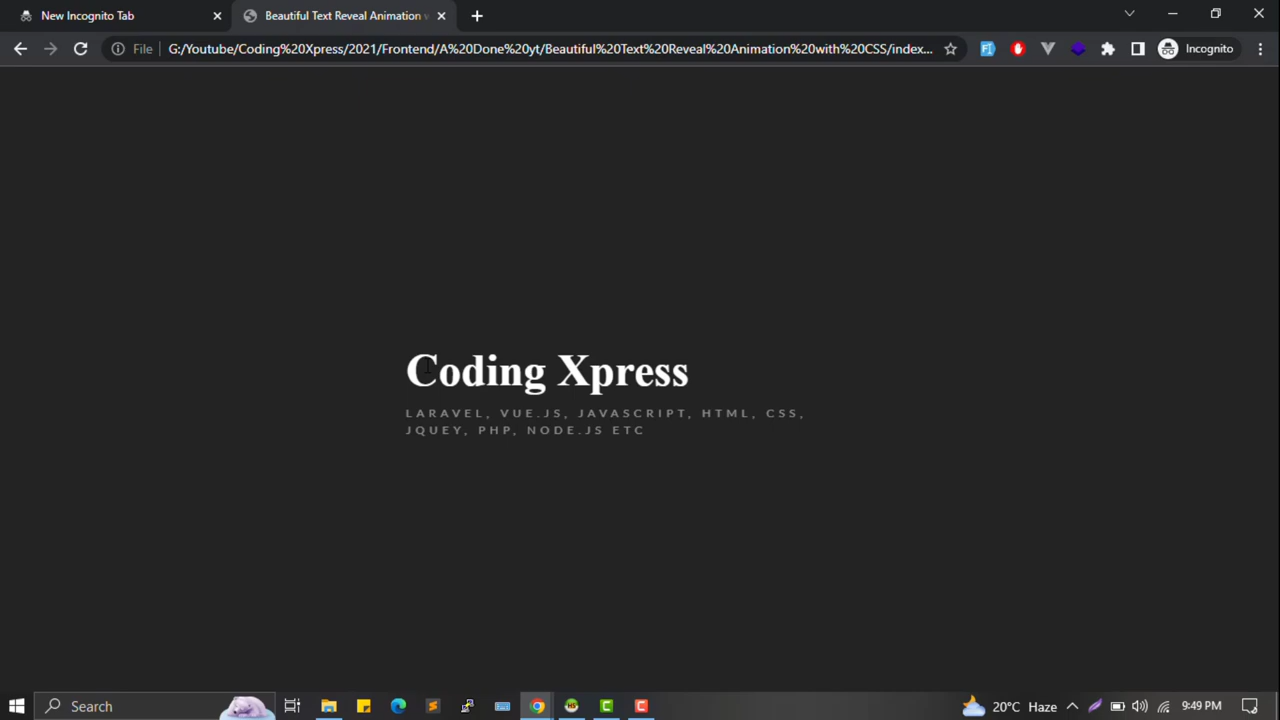 New Incognito Tab
Beautiful Text Reveal Animation
File
G:/Youtube/Coding%20Xpress/2021/Frontend/A%20Done%20yt/Beautiful%20Text%20Reveal%20Animation%20with%20CSS/index...
Incognito
Coding Xpress
LARAVEL, VUE.JS, JAVASCRIPT, HTML, CSS,
JQUEY, PHP, NODE.JS ETC
Search
20°C Haze
9:49 PM